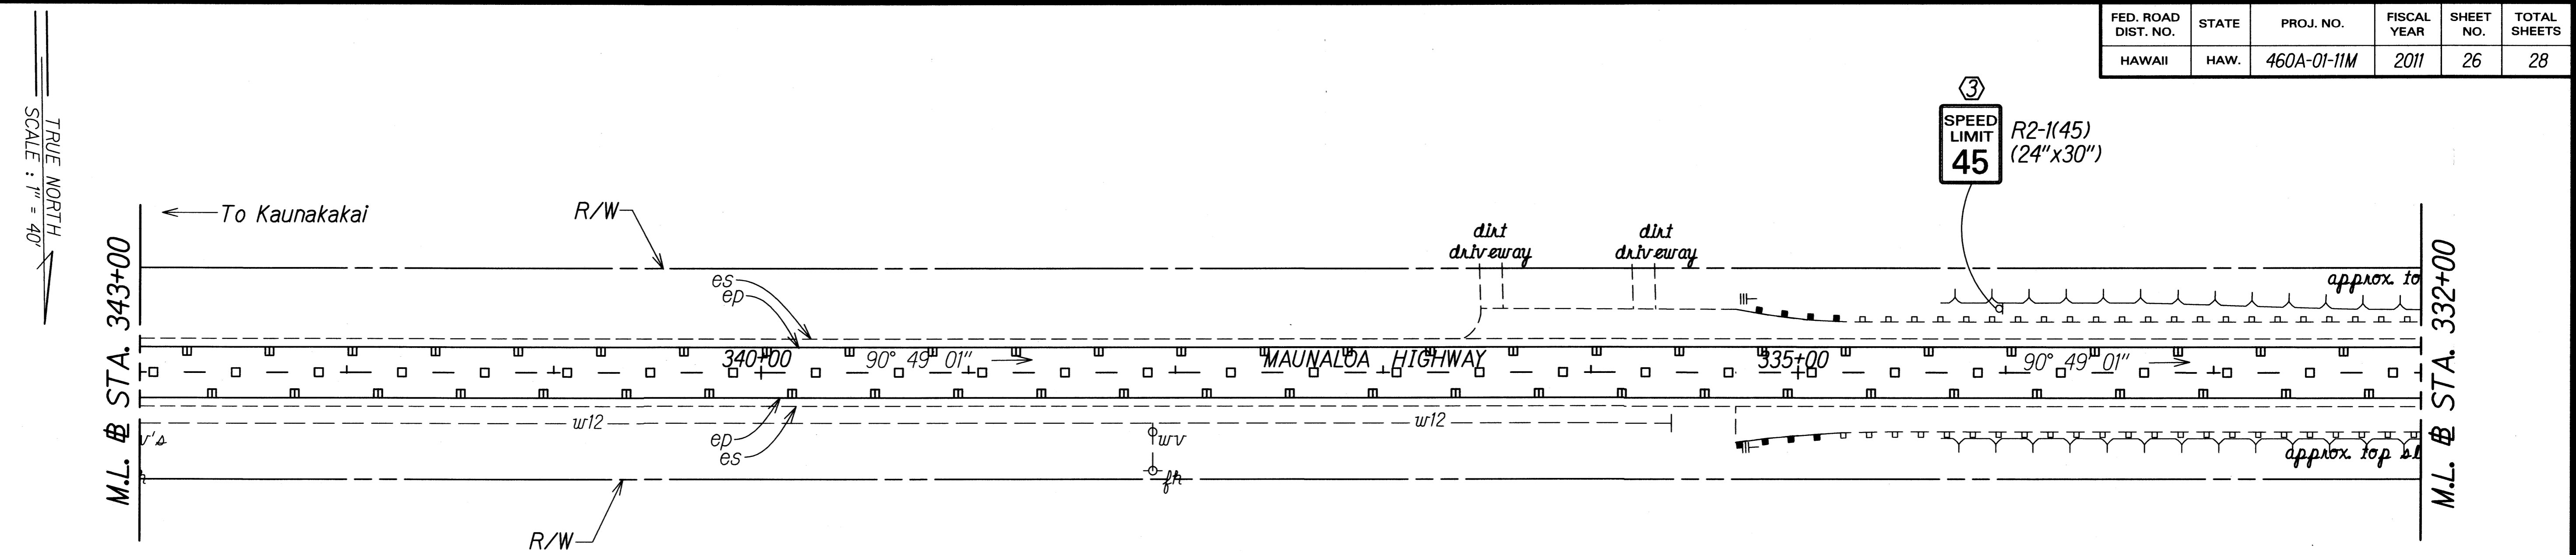 FED. ROAD DIST. NO. STATE PROJ. NO. FISCAL YEAR SHEET NO. TOTAL SHEETS
HAWAII HAW. 460A-01-11M 2011 26 28
TRUE NORTH
SCALE : 1" = 40'
3
SPEED
LIMIT
45
R2-1(45)
(24"x30")
To Kaunakakai
R/W
dirt
driveway
dirt
driveway
es
ep
approx. to
M.L. B STA. 343+00
340+00
90° 49' 01"
MAUNALOA HIGHWAY
335+00
90° 49' 01"
M.L. B STA. 332+00
w12
w12
v's
ep
es
wv
fh
approx. top sl
R/W